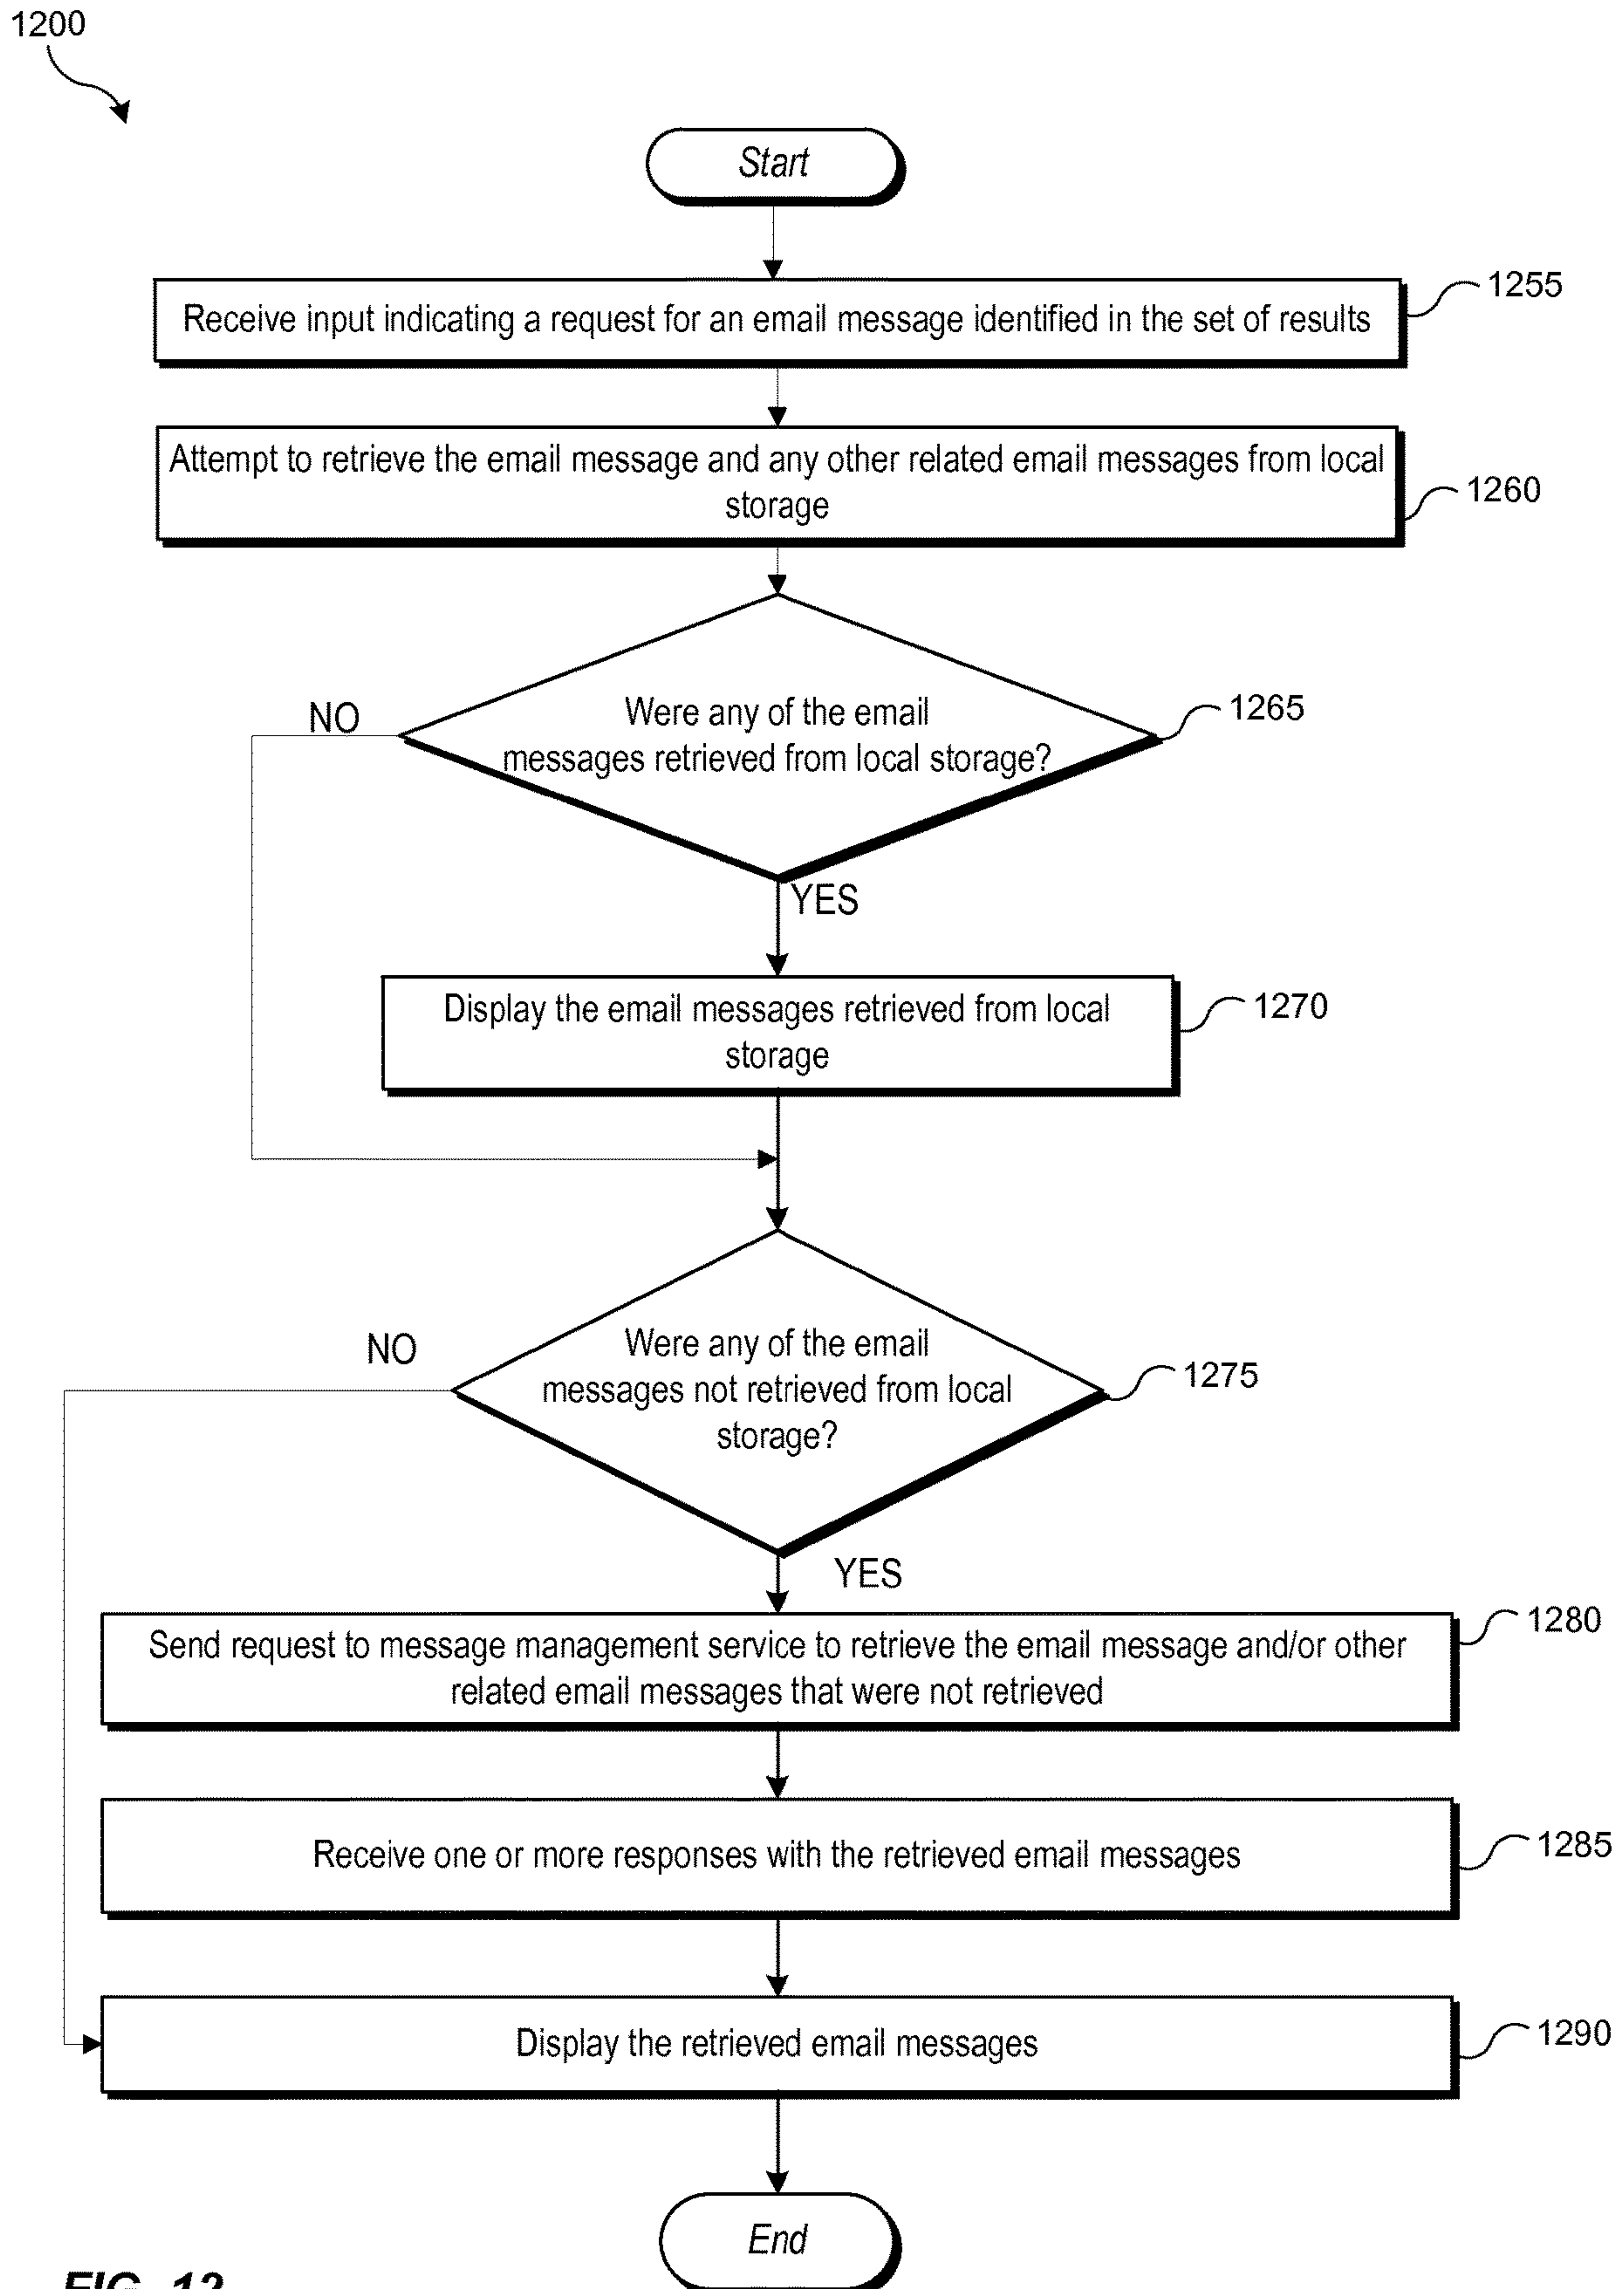 1200
Start
Receive input indicating a request for an email message identified in the set of results
1255
Attempt to retrieve the email message and any other related email messages from local
storage
1260
Were any of the email
messages retrieved from local storage?
1265
NO
YES
Display the email messages retrieved from local
storage
1270
Were any of the email
messages not retrieved from local
storage?
1275
NO
YES
Send request to message management service to retrieve the email message and/or other
related email messages that were not retrieved
1280
Receive one or more responses with the retrieved email messages
1285
Display the retrieved email messages
1290
End
FIG. 12